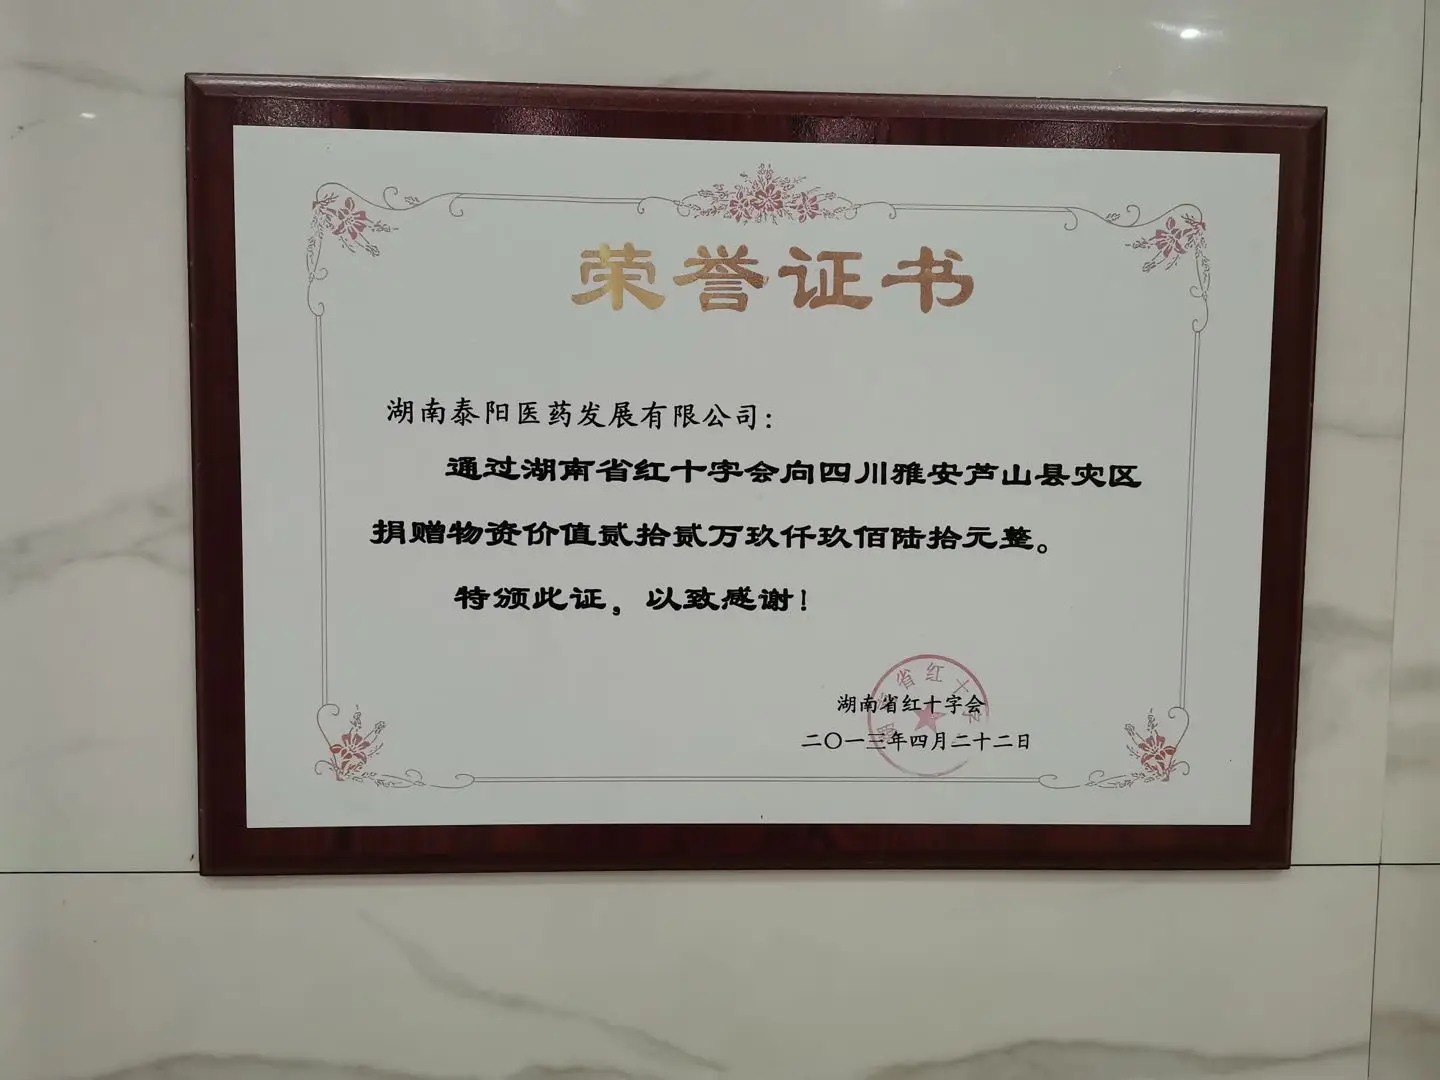 荣誉证书
湖南泰阳医药发展有限公司：
通过湖南省红十字会向四川雅安芦山县灾区
捐赠物资价值贰拾贰万玖仟玖佰陆拾元整。
特颁此证，以致感谢！
省红十字
湖南省红十字会
二〇一三年四月二十二日